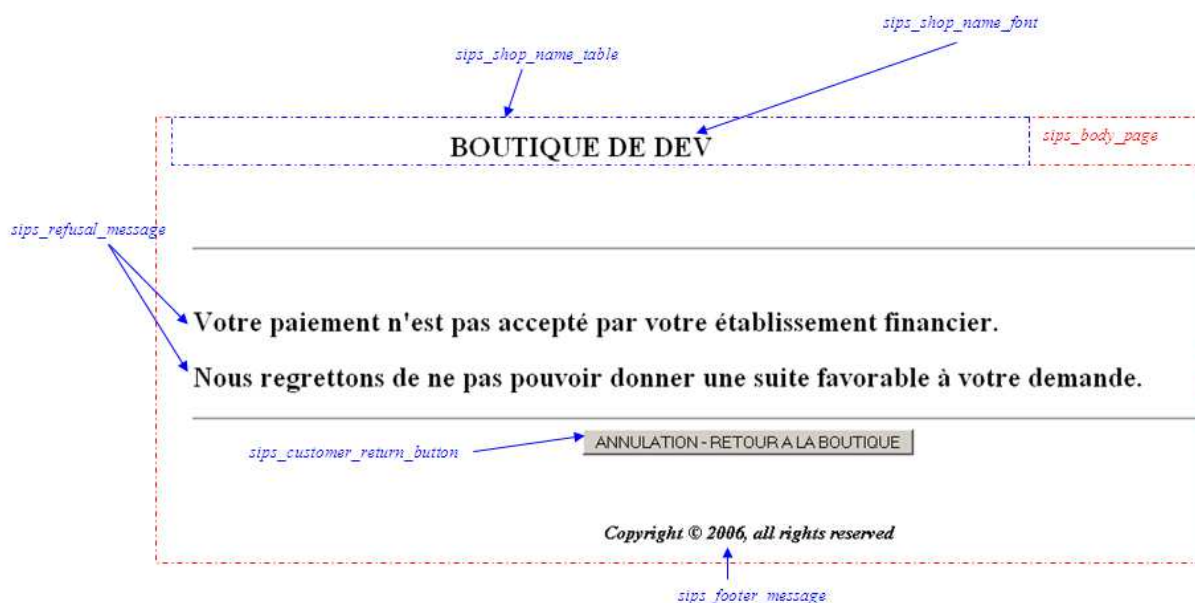 sips_shop_name_font
sips_shop_name_table
BOUTIQUE DE DEV
sips_body_page
sips_refusal_message
Votre paiement n'est pas accepté par votre établissement financier.
Nous regrettons de ne pas pouvoir donner une suite favorable à votre demande.
ANNULATION - RETOUR A LA BOUTIQUE
sips_customer_return_button
Copyright © 2006, all rights reserved
sips_footer_message